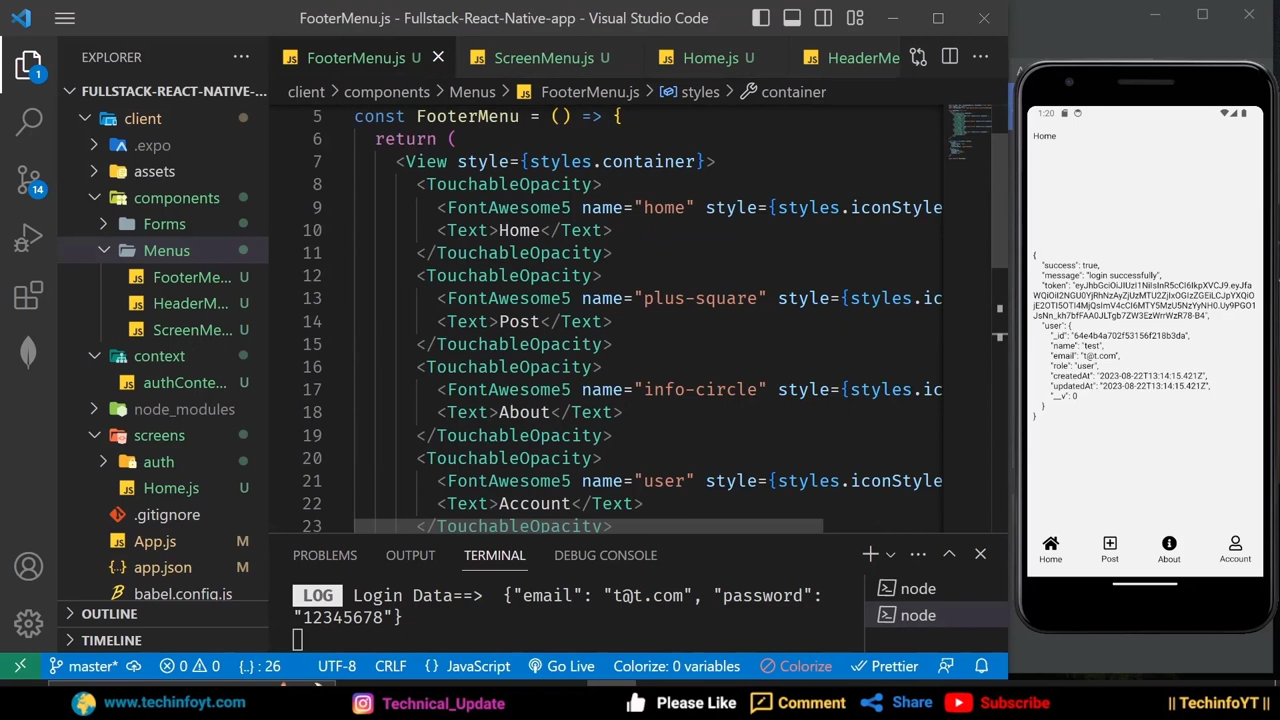 FooterMenu.js - Fullstack-React-Native-app - Visual Studio Code
EXPLORER
FULLSTACK-REACT-NATIVE-...
client
.expo
assets
components
Forms
Menus
FooterMe... U
HeaderM... U
ScreenMe... U
context
authConte... U
node_modules
screens
auth
Home.js U
.gitignore
App.js M
app.json M
babel.config.js
OUTLINE
TIMELINE
1
14
FooterMenu.js U
ScreenMenu.js U
Home.js U
HeaderMe
client > components > Menus > FooterMenu.js > styles > container
5 const FooterMenu = () => {
6 return (
7 <View style={styles.container}>
8 <TouchableOpacity>
9 <FontAwesome5 name="home" style={styles.iconStyle
10 <Text>Home</Text>
11 </TouchableOpacity>
12 <TouchableOpacity>
13 <FontAwesome5 name="plus-square" style={styles.ic
14 <Text>Post</Text>
15 </TouchableOpacity>
16 <TouchableOpacity>
17 <FontAwesome5 name="info-circle" style={styles.ic
18 <Text>About</Text>
19 </TouchableOpacity>
20 <TouchableOpacity>
21 <FontAwesome5 name="user" style={styles.iconStyle
22 <Text>Account</Text>
23 </TouchableOpacity>
PROBLEMS OUTPUT TERMINAL DEBUG CONSOLE
LOG Login Data==> {"email": "t@t.com", "password":
"12345678"}
node
node
master* 0 0 {..} : 26 UTF-8 CRLF {} JavaScript Go Live Colorize: 0 variables Colorize Prettier
1:20
Home
{
"success": true,
"message": "login successfully",
"user": {
"_id": "64e4b4a702f53156f218b3da",
"name": "test",
"email": "t@t.com",
"role": "user",
"createdAt": "2023-08-22T13:14:15.421Z",
"updatedAt": "2023-08-22T13:14:15.421Z",
"__v": 0
}
}
Home Post About Account
www.techinfoyt.com Technical_Update Please Like Comment Share Subscribe || TechinfoYT ||